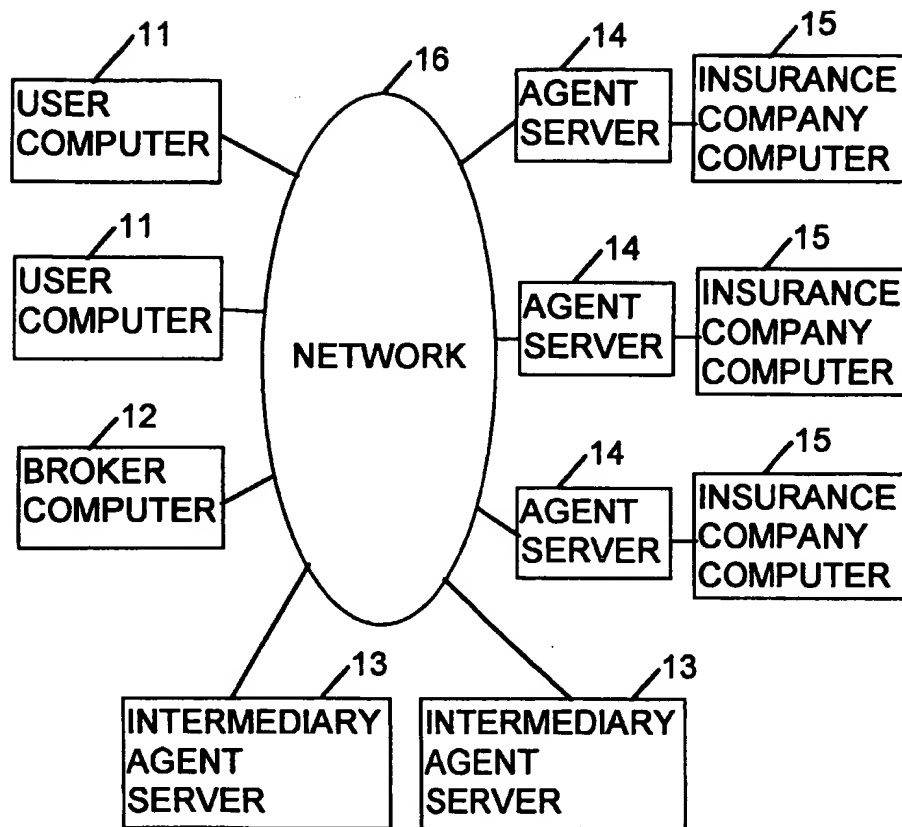 11
USER
COMPUTER
11
USER
COMPUTER
12
BROKER
COMPUTER
16
NETWORK
14
AGENT
SERVER
15
INSURANCE
COMPANY
COMPUTER
14
AGENT
SERVER
15
INSURANCE
COMPANY
COMPUTER
14
AGENT
SERVER
15
INSURANCE
COMPANY
COMPUTER
13
INTERMEDIARY
AGENT
SERVER
13
INTERMEDIARY
AGENT
SERVER